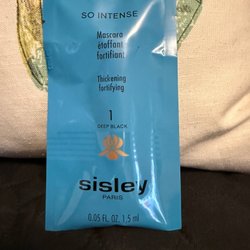 SO INTENSE
Mascara
étoffant
fortifiant
Thickening
fortifying
1
DEEP BLACK
sisley
PARIS
0.05 FL. OZ. 1,5 ml